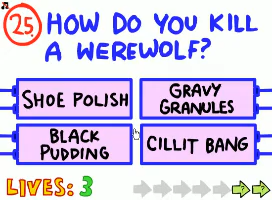 25. HOW DO YOU KILL
A WEREWOLF?
SHOE POLISH
GRAVY
GRANULES
BLACK
PUDDING
CILLIT BANG
LIVES: 3